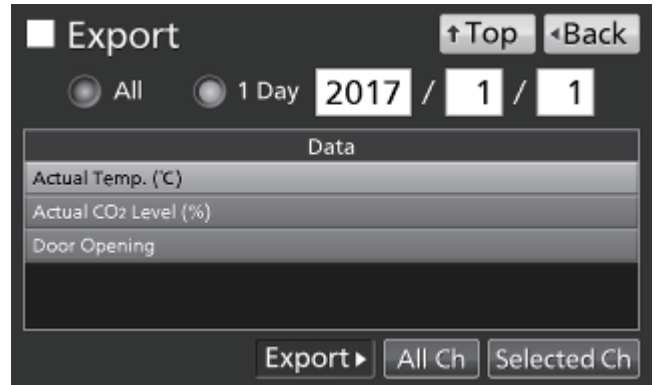 Export ↑Top ◂Back
All 1 Day 2017 / 1 / 1
Data
Actual Temp. (℃)
Actual CO₂ Level (%)
Door Opening
Export▸ All Ch Selected Ch